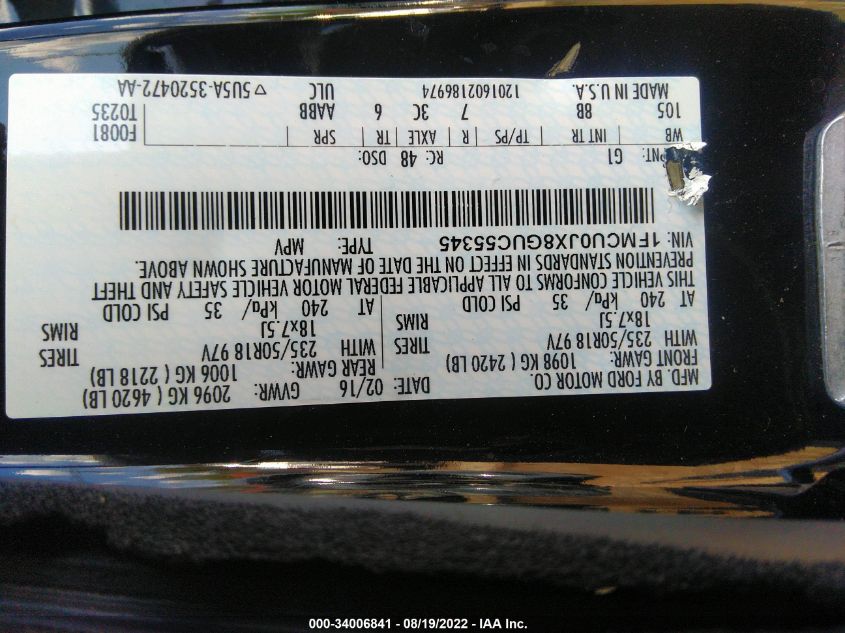 MFD. BY FORD MOTOR CO.
DATE: 02/16 GVWR: 2096 KG ( 4620 LB)
FRONT GAWR: 1098 KG ( 2420 LB) REAR GAWR: 1006 KG ( 2218 LB)
WITH 235/50R18 97V TIRES WITH 235/50R18 97V TIRES
18x7.5J RIMS 18x7.5J RIMS
AT 240 kPa/ 35 PSI COLD AT 240 kPa/ 35 PSI COLD
THIS VEHICLE CONFORMS TO ALL APPLICABLE FEDERAL MOTOR VEHICLE SAFETY AND THEFT
PREVENTION STANDARDS IN EFFECT ON THE DATE OF MANUFACTURE SHOWN ABOVE.
VIN: 1FMCU0JX8GUC55345 TYPE: MPV
PNT: G1 RC: 48 DSO:
WB INT TR TP/PS R AXLE TR SPR F0081
105 8B 7 3C 6 AABB T0235
MADE IN U.S.A. 1201602186974 ULC ▽ 5U5A-3520472-AA
000-34006841 - 08/19/2022 - IAA Inc.